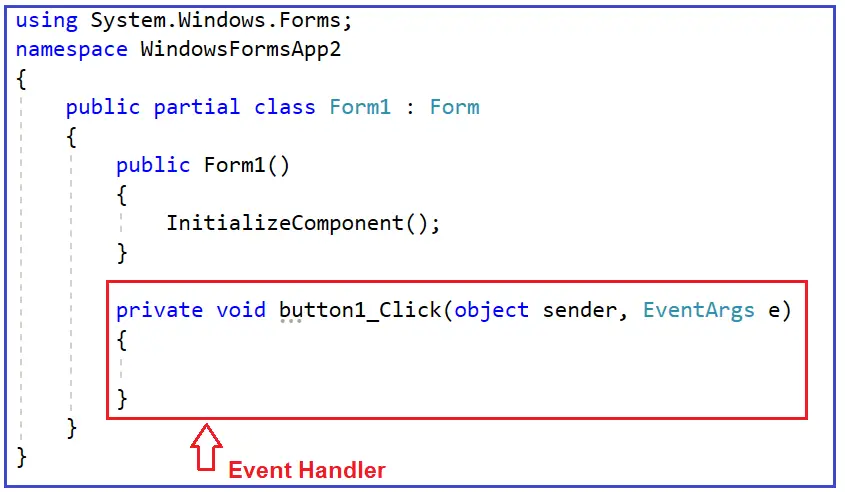 using System.Windows.Forms;
namespace WindowsFormsApp2
{
public partial class Form1 : Form
{
public Form1()
{
InitializeComponent();
}
private void button1_Click(object sender, EventArgs e)
{
}
}
}
Event Handler